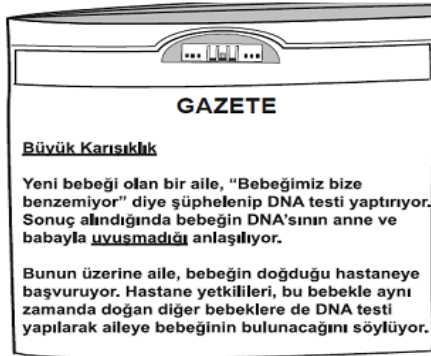 GAZETE
Büyük Karışıklık
Yeni bebeği olan bir aile, “Bebeğimiz bize
benzemiyor” diye şüphelenip DNA testi yaptırıyor.
Sonuç alındığında bebeğin DNA’sının anne ve
babayla uyuşmadığı anlaşılıyor.
Bunun üzerine aile, bebeğin doğduğu hastaneye
başvuruyor. Hastane yetkilileri, bu bebekle aynı
zamanda doğan diğer bebeklere de DNA testi
yapılarak aileye bebeğinin bulunacağını söylüyor.